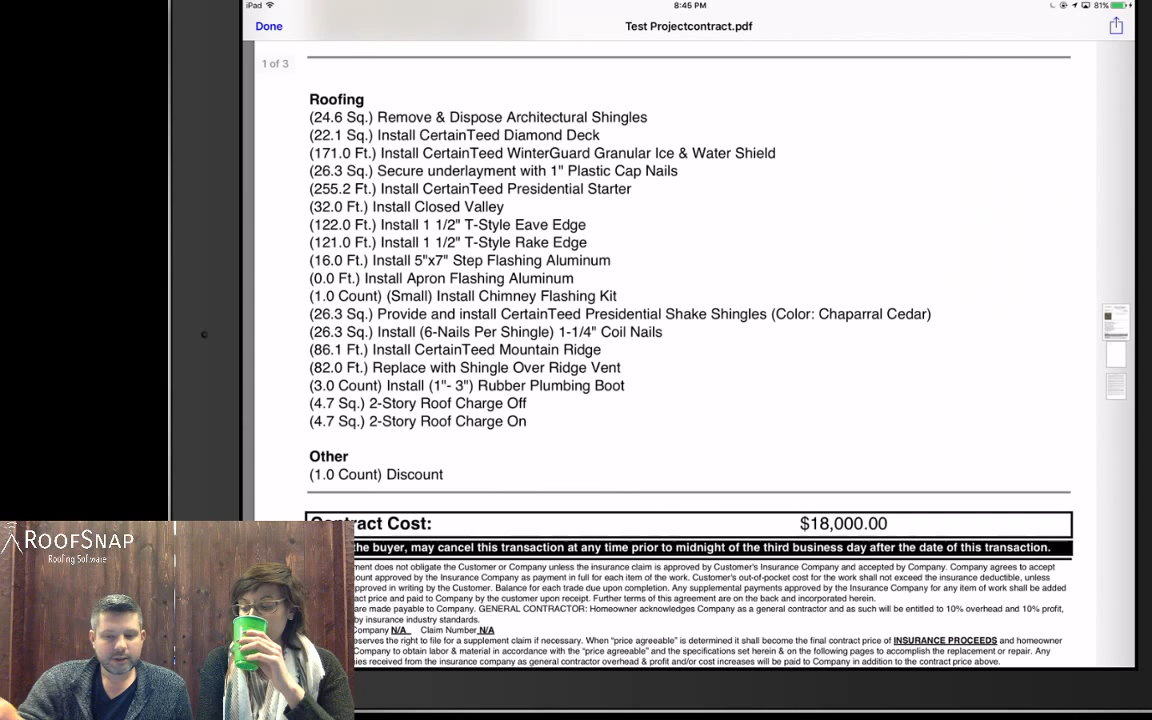 iPad
8:45 PM
81%
Done
Test Projectcontract.pdf
1 of 3
Roofing
(24.6 Sq.) Remove & Dispose Architectural Shingles
(22.1 Sq.) Install CertainTeed Diamond Deck
(171.0 Ft.) Install CertainTeed WinterGuard Granular Ice & Water Shield
(26.3 Sq.) Secure underlayment with 1" Plastic Cap Nails
(255.2 Ft.) Install CertainTeed Presidential Starter
(32.0 Ft.) Install Closed Valley
(122.0 Ft.) Install 1 1/2" T-Style Eave Edge
(121.0 Ft.) Install 1 1/2" T-Style Rake Edge
(16.0 Ft.) Install 5"x7" Step Flashing Aluminum
(0.0 Ft.) Install Apron Flashing Aluminum
(1.0 Count) (Small) Install Chimney Flashing Kit
(26.3 Sq.) Provide and install CertainTeed Presidential Shake Shingles (Color: Chaparral Cedar)
(26.3 Sq.) Install (6-Nails Per Shingle) 1-1/4" Coil Nails
(86.1 Ft.) Install CertainTeed Mountain Ridge
(82.0 Ft.) Replace with Shingle Over Ridge Vent
(3.0 Count) Install (1"- 3") Rubber Plumbing Boot
(4.7 Sq.) 2-Story Roof Charge Off
(4.7 Sq.) 2-Story Roof Charge On
Other
(1.0 Count) Discount
Contract Cost: $18,000.00
the buyer, may cancel this transaction at any time prior to midnight of the third business day after the date of this transaction.
does not obligate the Customer or Company unless the insurance claim is approved by Customer's Insurance Company and accepted by Company. Company agrees to accept
approved by the Insurance Company as payment in full for each item of the work. Customer's out-of-pocket cost for the work shall not exceed the insurance deductible, unless
approved in writing by the Customer. Balance for each trade due upon completion. Any supplemental payments approved by the Insurance Company for any item of work shall be added
price and paid to Company by the customer upon receipt. Further terms of this agreement are on the back and incorporated herein.
are made payable to Company. GENERAL CONTRACTOR: Homeowner acknowledges Company as a general contractor and as such will be entitled to 10% overhead and 10% profit,
by insurance industry standards.
Company N/A Claim Number N/A
the right to file for a supplement claim if necessary. When "price agreeable" is determined it shall become the final contract price of INSURANCE PROCEEDS and homeowner
Company to obtain labor & material in accordance with the "price agreeable" and the specifications set herein & on the following pages to accomplish the replacement or repair. Any
received from the insurance company as general contractor overhead & profit and/or cost increases will be paid to Company in addition to the contract price above.
ROOFSNAP
Roofing Software